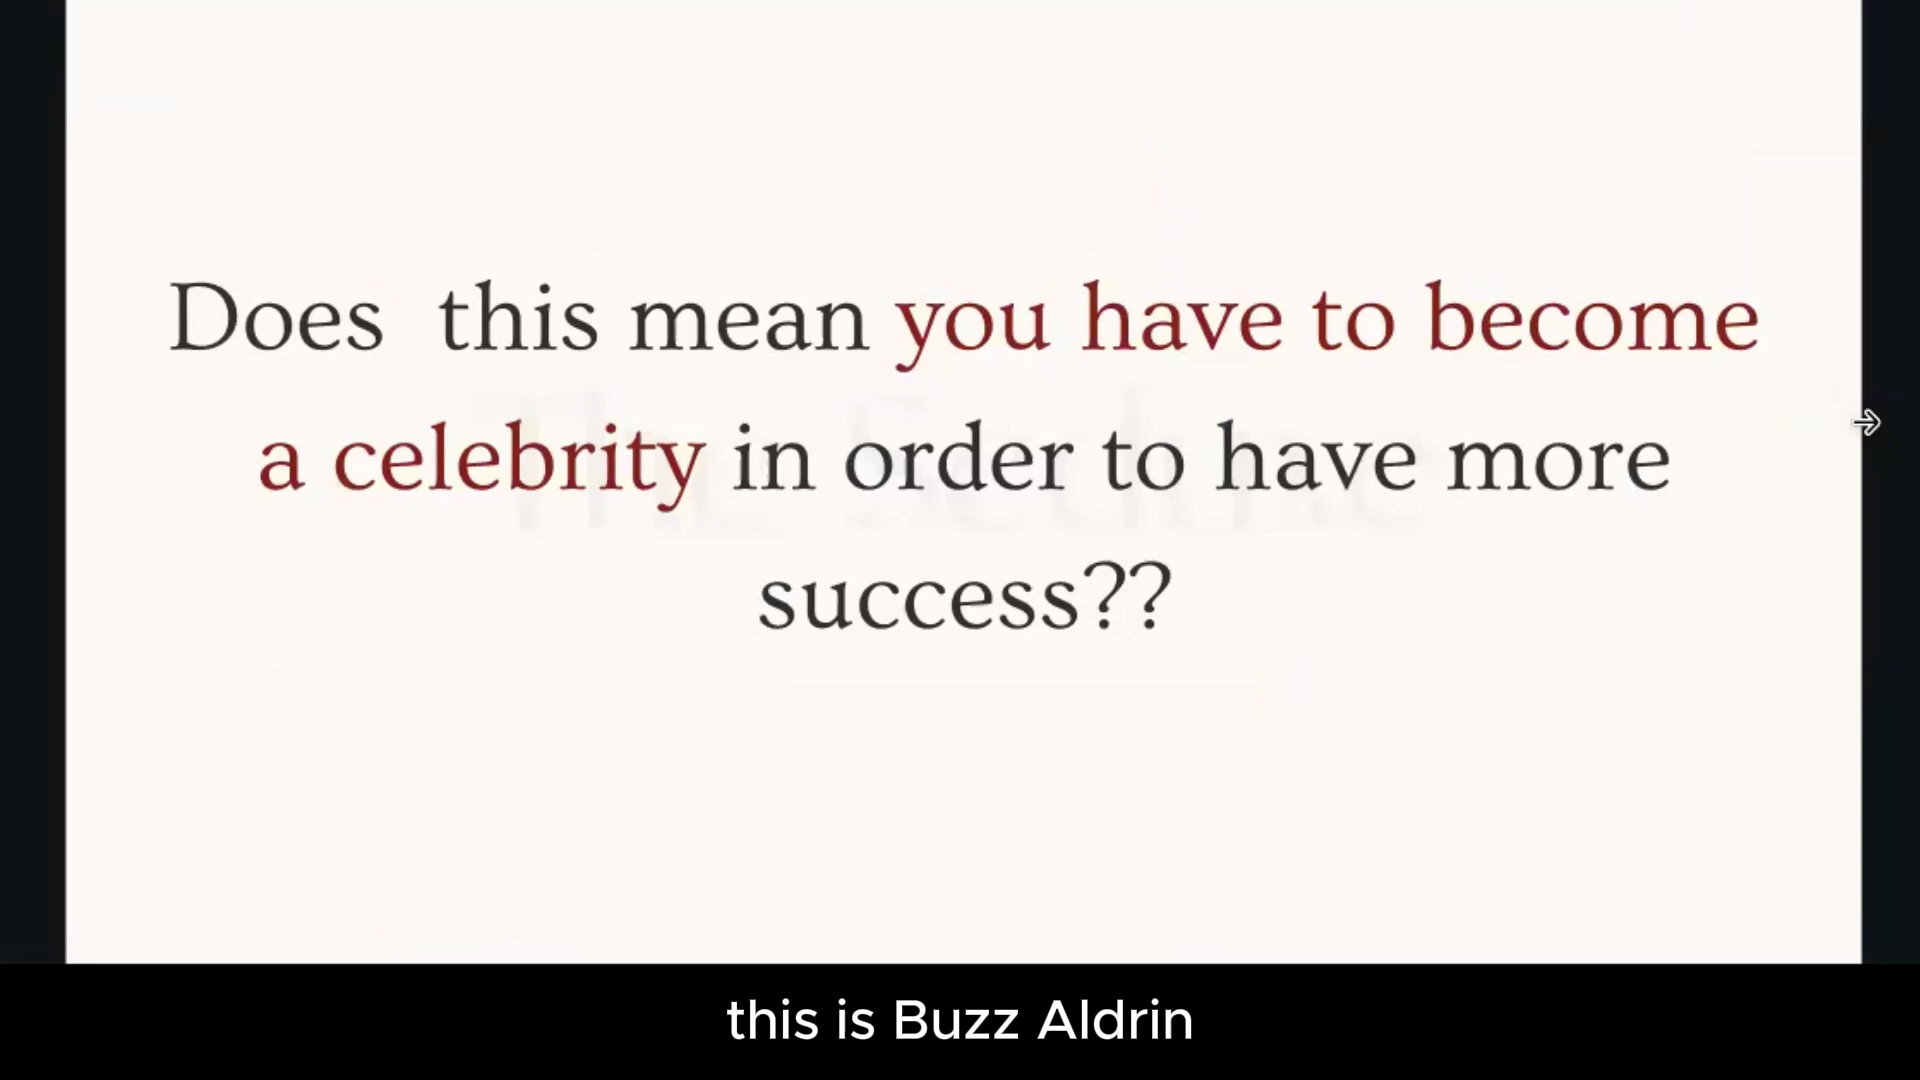 Does  this mean you have to become
a celebrity in order to have more
success??
this is Buzz Aldrin